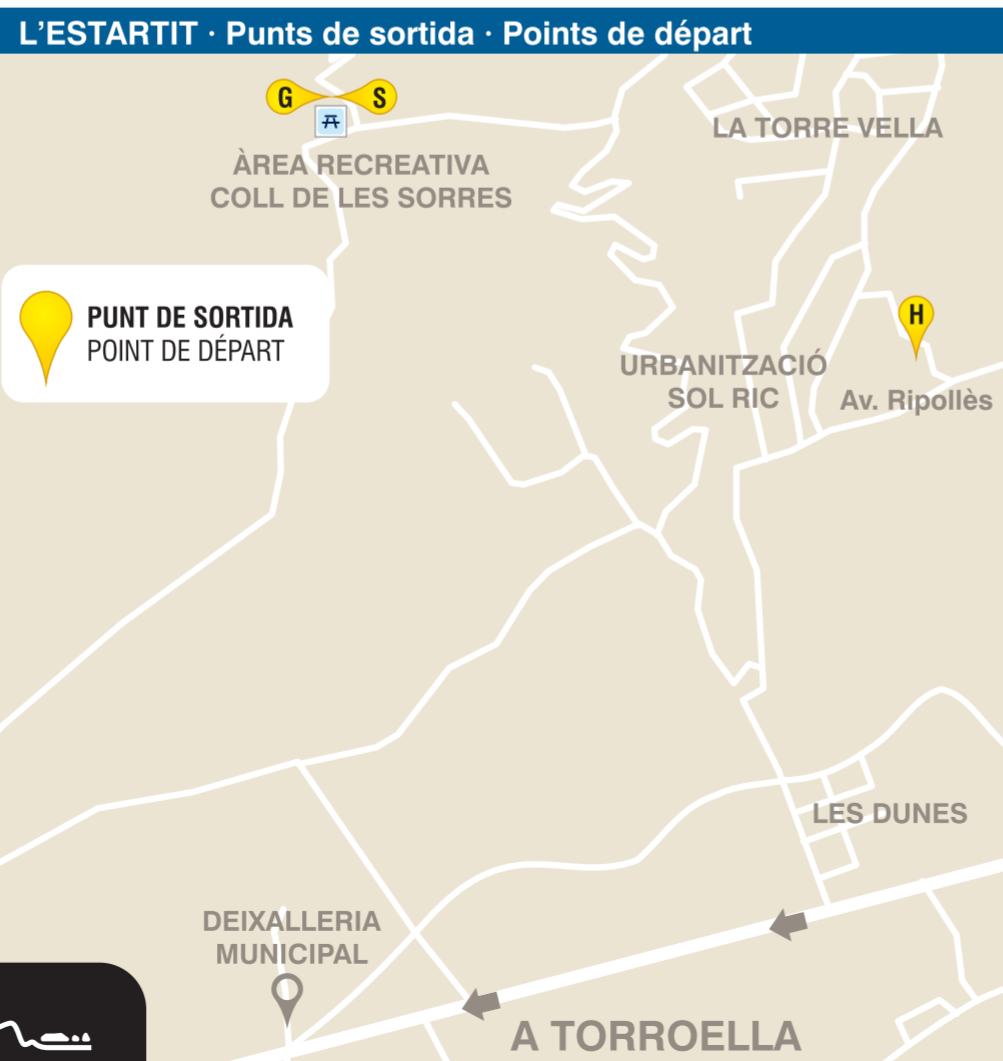 L'ESTARTIT · Punts de sortida · Points de départ
G S
LA TORRE VELLA
ÀREA RECREATIVA
COLL DE LES SORRES
PUNT DE SORTIDA
POINT DE DÉPART
H
URBANITZACIÓ
SOL RIC
Av. Ripollès
LES DUNES
DEIXALLERIA
MUNICIPAL
A TORROELLA